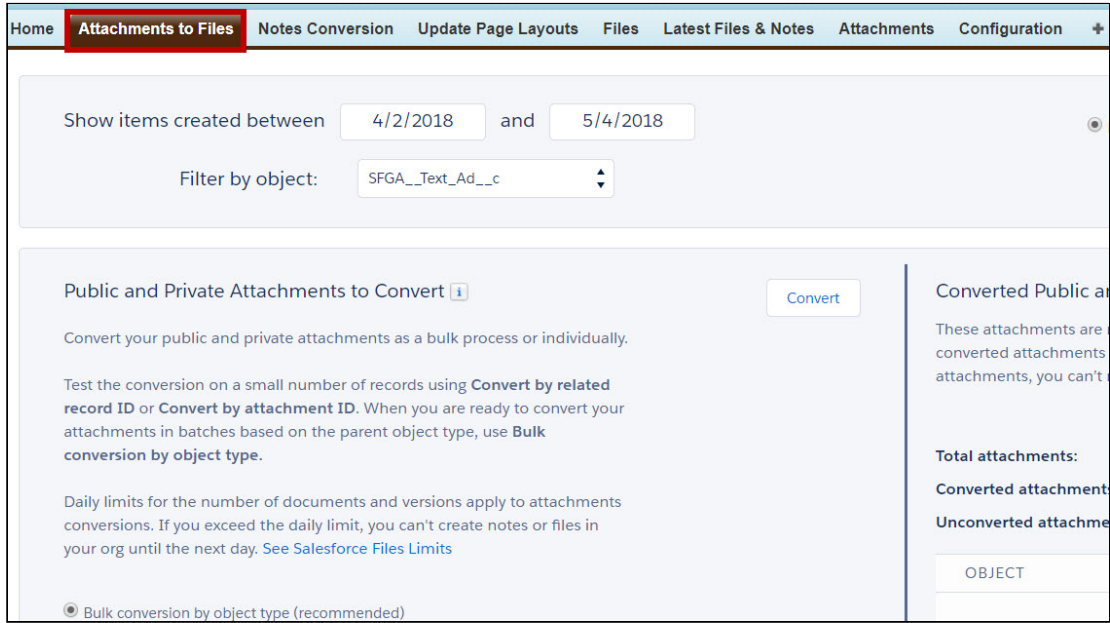 Home Attachments to Files Notes Conversion Update Page Layouts Files Latest Files & Notes Attachments Configuration +
Show items created between 4/2/2018 and 5/4/2018
Filter by object: SFGA__Text_Ad__c
Public and Private Attachments to Convert i
Convert
Convert your public and private attachments as a bulk process or individually.
Test the conversion on a small number of records using Convert by related
record ID or Convert by attachment ID. When you are ready to convert your
attachments in batches based on the parent object type, use Bulk
conversion by object type.
Daily limits for the number of documents and versions apply to attachments
conversions. If you exceed the daily limit, you can't create notes or files in
your org until the next day. See Salesforce Files Limits
Bulk conversion by object type (recommended)
Converted Public
These attachments are
converted attachments
attachments, you can't
Total attachments:
Converted
Unconverted
OBJECT